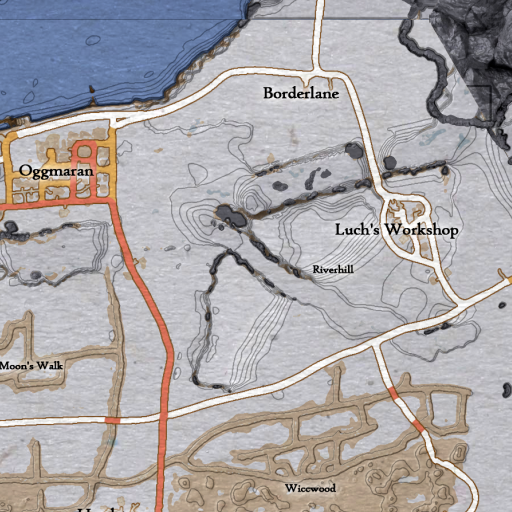 Borderlane
Oggmaran
Luch's Workshop
Riverhill
Moon's Walk
Wiccwood